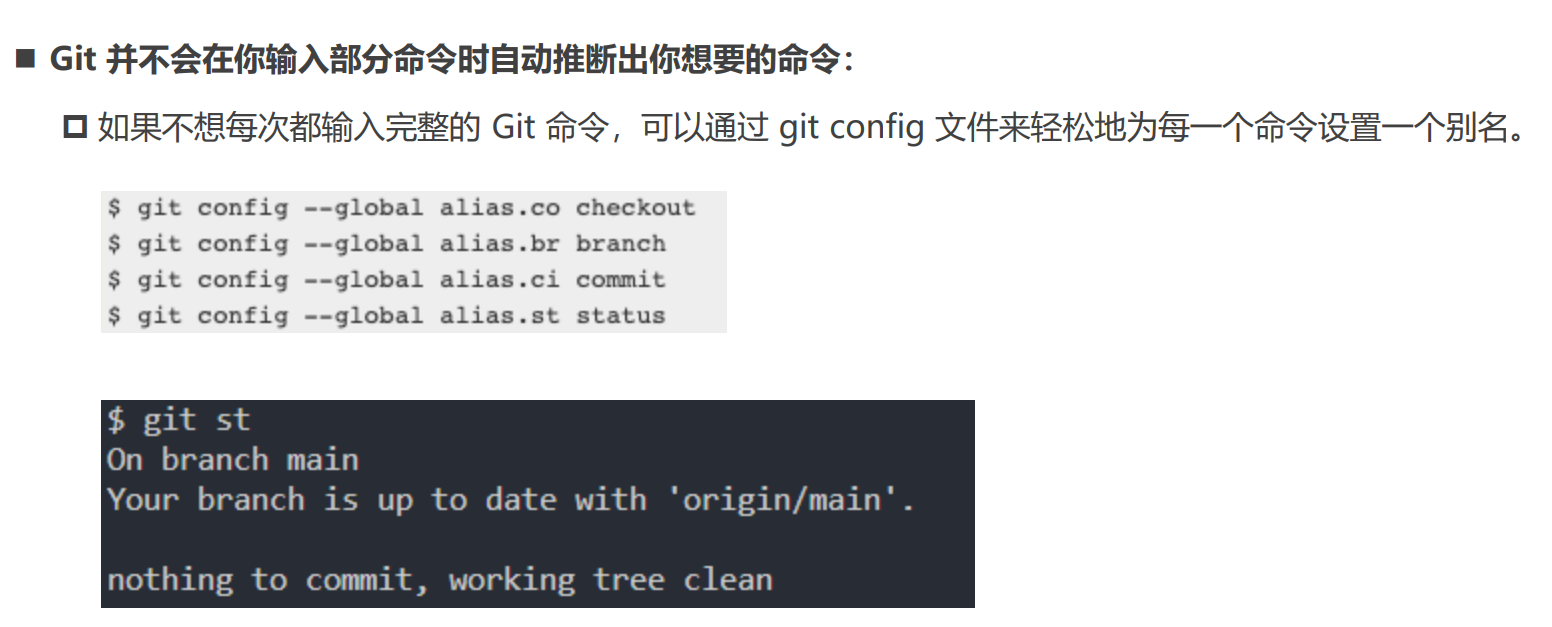 Git 并不会在你输入部分命令时自动推断出你想要的命令：
如果不想每次都输入完整的 Git 命令，可以通过 git config 文件来轻松地为每一个命令设置一个别名。
$ git config --global alias.co checkout
$ git config --global alias.br branch
$ git config --global alias.ci commit
$ git config --global alias.st status
$ git st
On branch main
Your branch is up to date with 'origin/main'.
nothing to commit, working tree clean